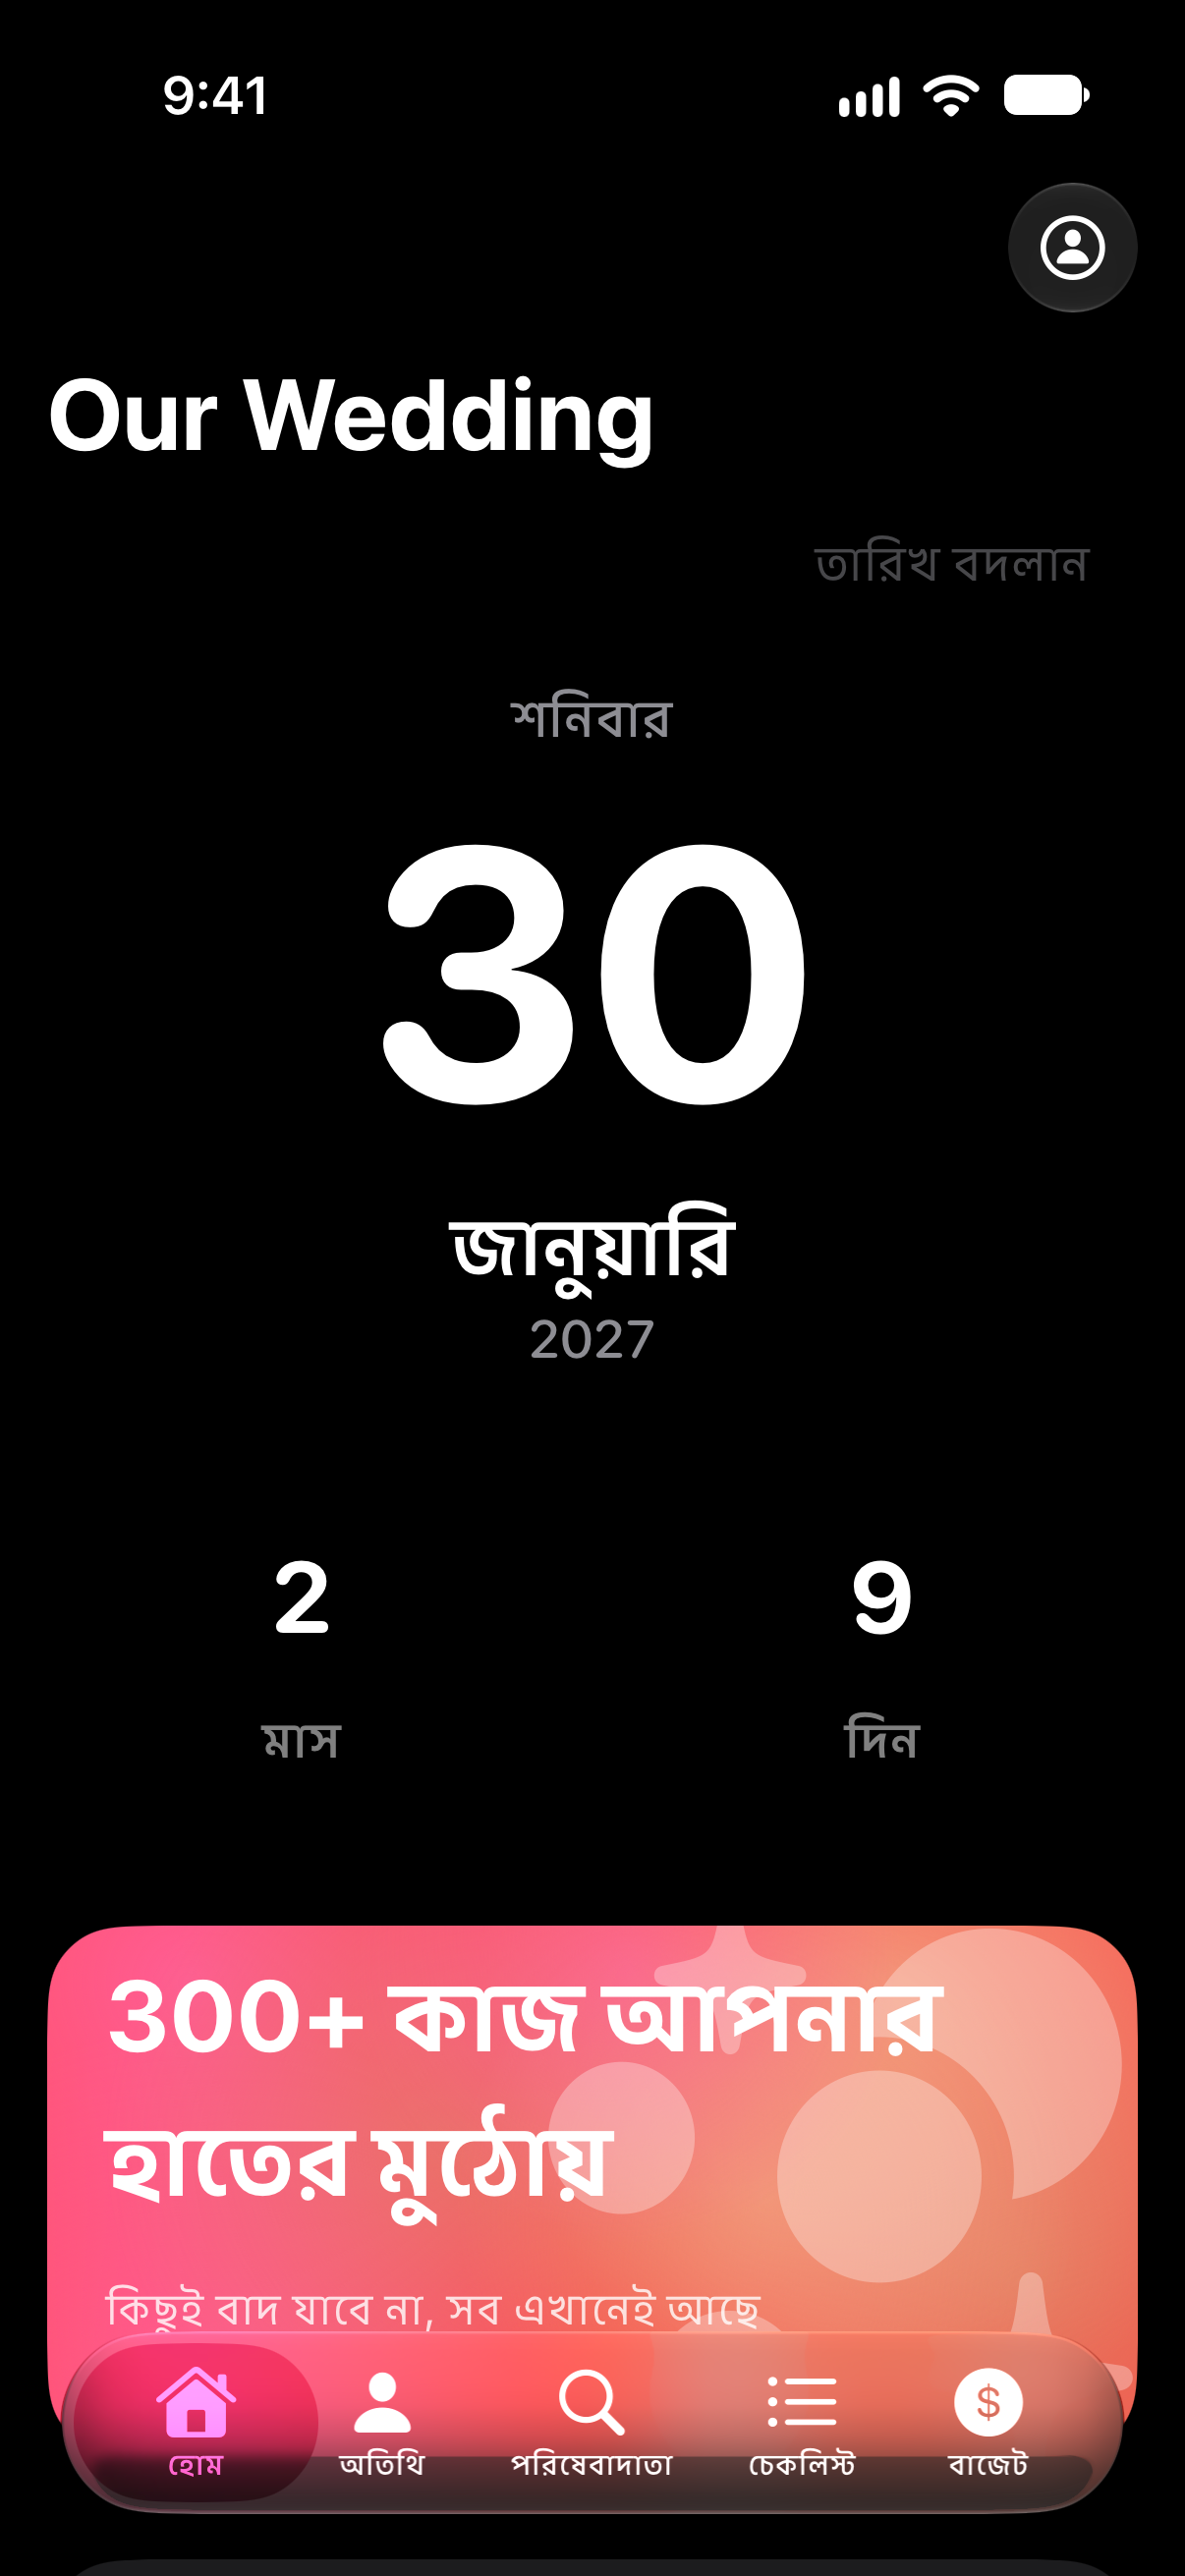 9:41
Our Wedding
তারিখ বদলান
শনিবার
30
জানুয়ারি
2027
2
9
মাস
দিন
300+ কাজ আপনার
হাতের মুঠোয়
কিছুই বাদ যাবে না, সব এখানেই আছে
হোম
অতিথি
পরিষেবাদাতা
চেকলিস্ট
বাজেট